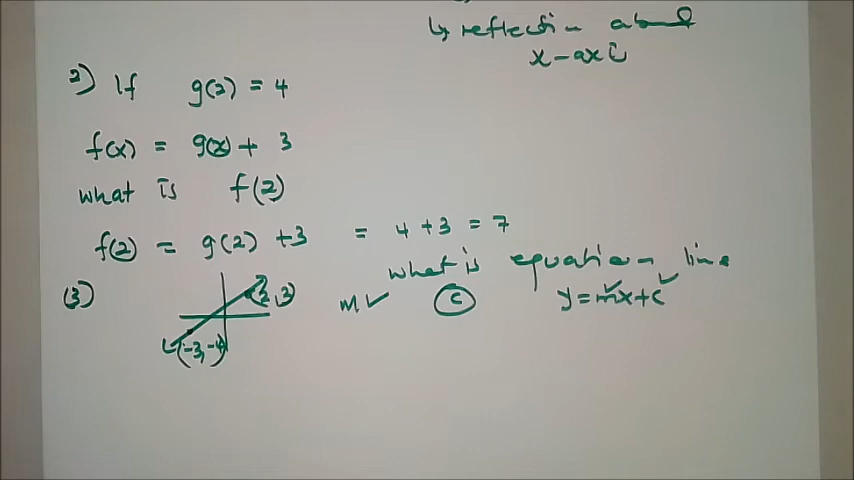 ↳ reflection about
x-axis
2) If g(2) = 4
f(x) = g(x) + 3
what is f(2)
f(2) = g(2) + 3 = 4 + 3 = 7
what is equation line
(3) (2,3) m ✓ c y = mx + c
(-3,-4)